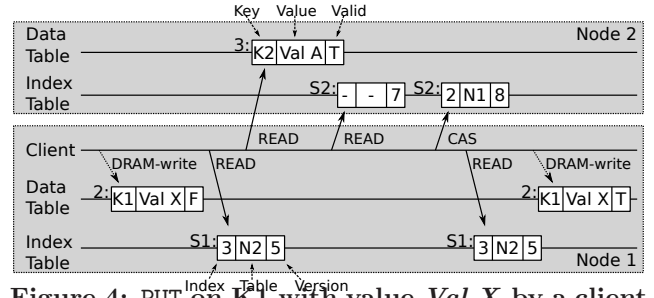 Key Value Valid
Data Table 3: K2 Val A T Node 2
Index Table S2: - - 7 S2: 2 N1 8
READ READ CAS
Client
DRAM-write READ READ DRAM-write
Data Table 2: K1 Val X F 2: K1 Val X T
Index Table S1: 3 N2 5 S1: 3 N2 5 Node 1
Index Table Version
Figure 4: PUT on K1 with value Val X by a client